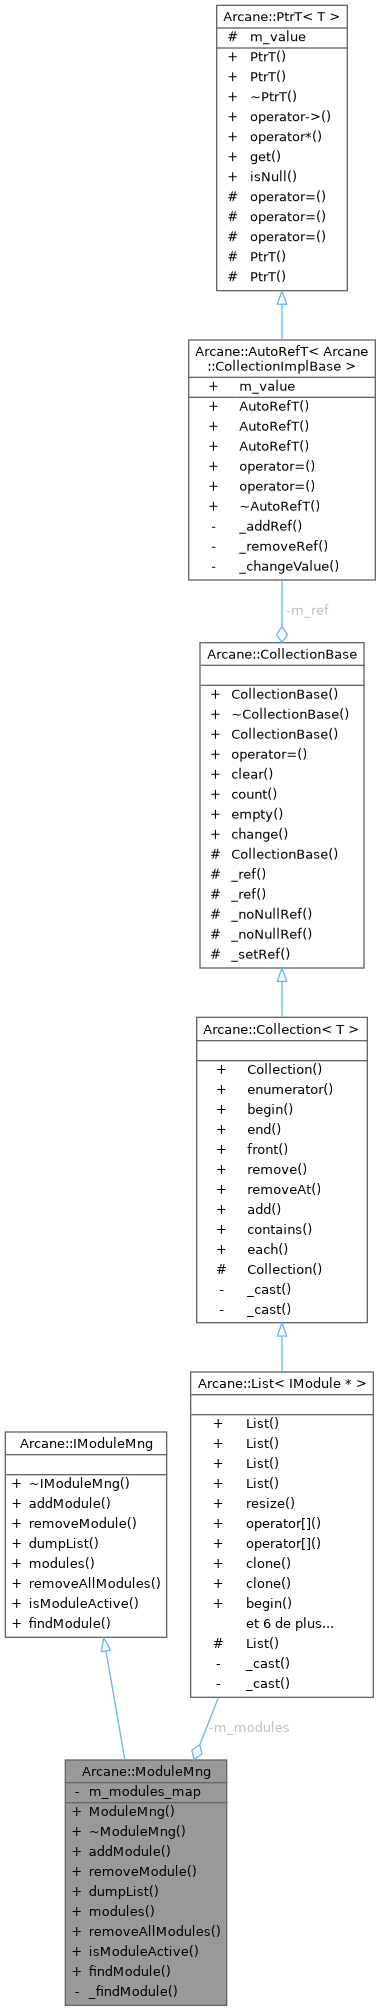 Arcane::PtrT< T >
# m_value
+ PtrT()
+ PtrT()
+ ~PtrT()
+ operator->()
+ operator*()
+ get()
+ isNull()
# operator=()
# operator=()
# operator=()
# PtrT()
# PtrT()
Arcane::AutoRefT< Arcane
::CollectionImplBase >
+ m_value
+ AutoRefT()
+ AutoRefT()
+ AutoRefT()
+ operator=()
+ operator=()
+ ~AutoRefT()
- _addRef()
- _removeRef()
- _changeValue()
-m_ref
Arcane::CollectionBase
+ CollectionBase()
+ ~CollectionBase()
+ CollectionBase()
+ operator=()
+ clear()
+ count()
+ empty()
+ change()
# CollectionBase()
# _ref()
# _ref()
# _noNullRef()
# _noNullRef()
# _setRef()
Arcane::Collection< T >
+ Collection()
+ enumerator()
+ begin()
+ end()
+ front()
+ remove()
+ removeAt()
+ add()
+ contains()
+ each()
# Collection()
- _cast()
- _cast()
Arcane::List< IModule * >
+ List()
+ List()
+ List()
+ List()
+ resize()
+ operator[]()
+ operator[]()
+ clone()
+ clone()
+ begin()
et 6 de plus...
# List()
- _cast()
- _cast()
Arcane::IModuleMng
+ ~IModuleMng()
+ addModule()
+ removeModule()
+ dumpList()
+ modules()
+ removeAllModules()
+ isModuleActive()
+ findModule()
-m_modules
Arcane::ModuleMng
- m_modules_map
+ ModuleMng()
+ ~ModuleMng()
+ addModule()
+ removeModule()
+ dumpList()
+ modules()
+ removeAllModules()
+ isModuleActive()
+ findModule()
- _findModule()